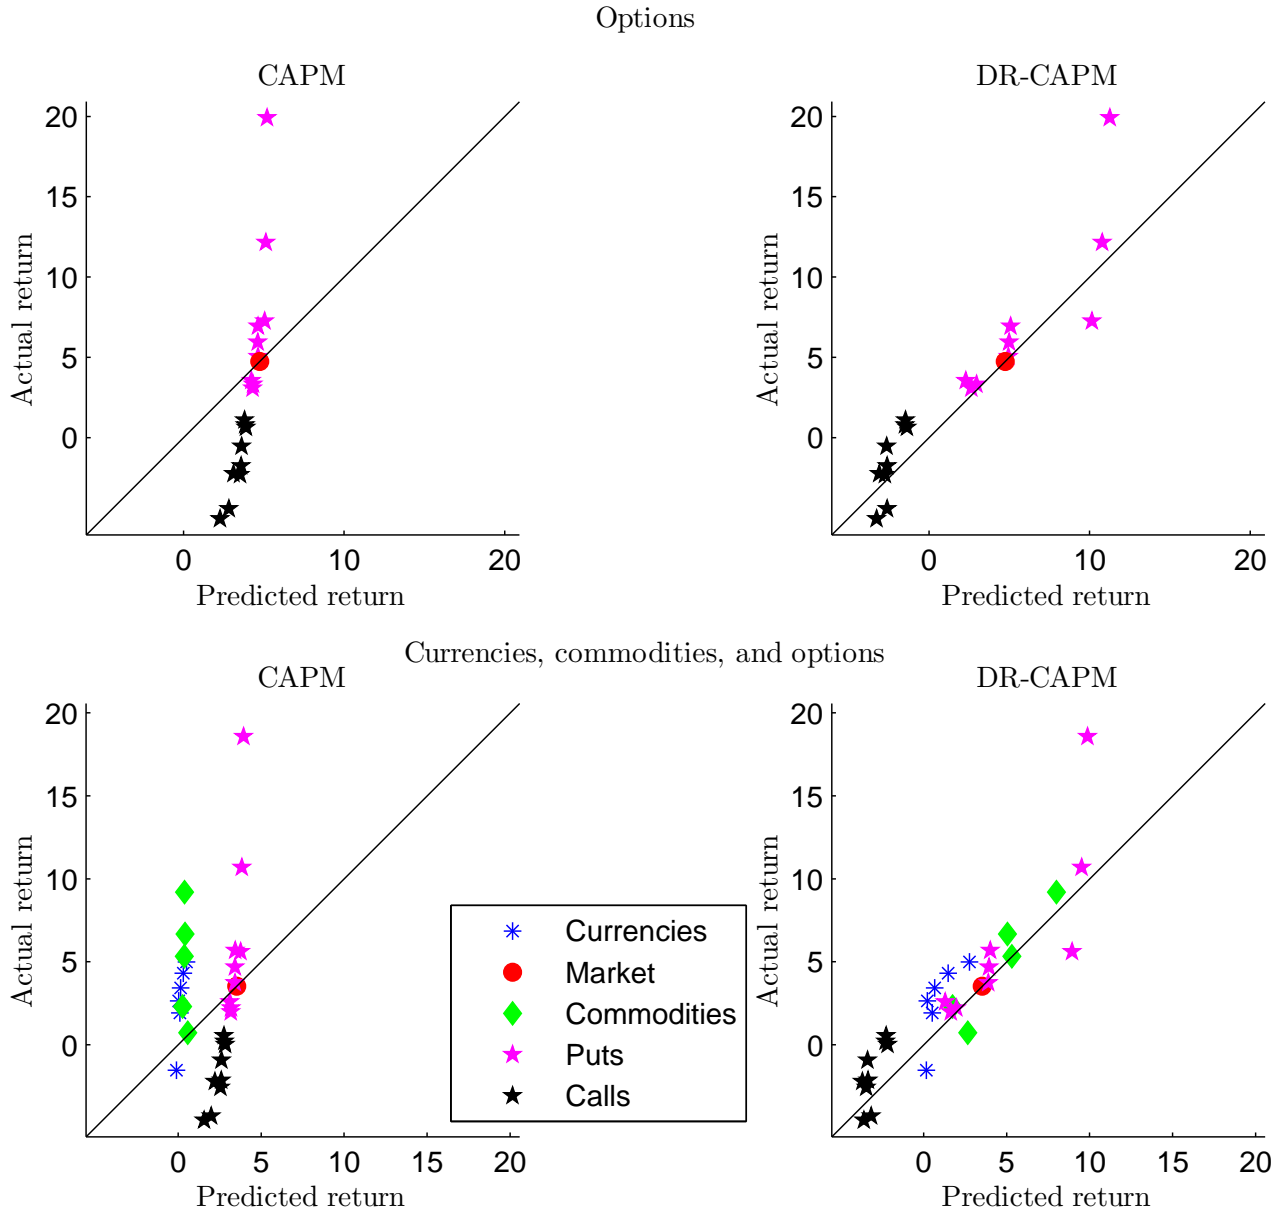 Options
CAPM
DR-CAPM
20
15
10
5
0
Actual return
0 10 20
Predicted return
20
15
10
5
0
Actual return
0 10 20
Predicted return
Currencies, commodities, and options
CAPM
DR-CAPM
20
15
10
5
0
Actual return
0 5 10 15 20
Predicted return
Currencies
Market
Commodities
Puts
Calls
20
15
10
5
0
Actual return
0 5 10 15 20
Predicted return